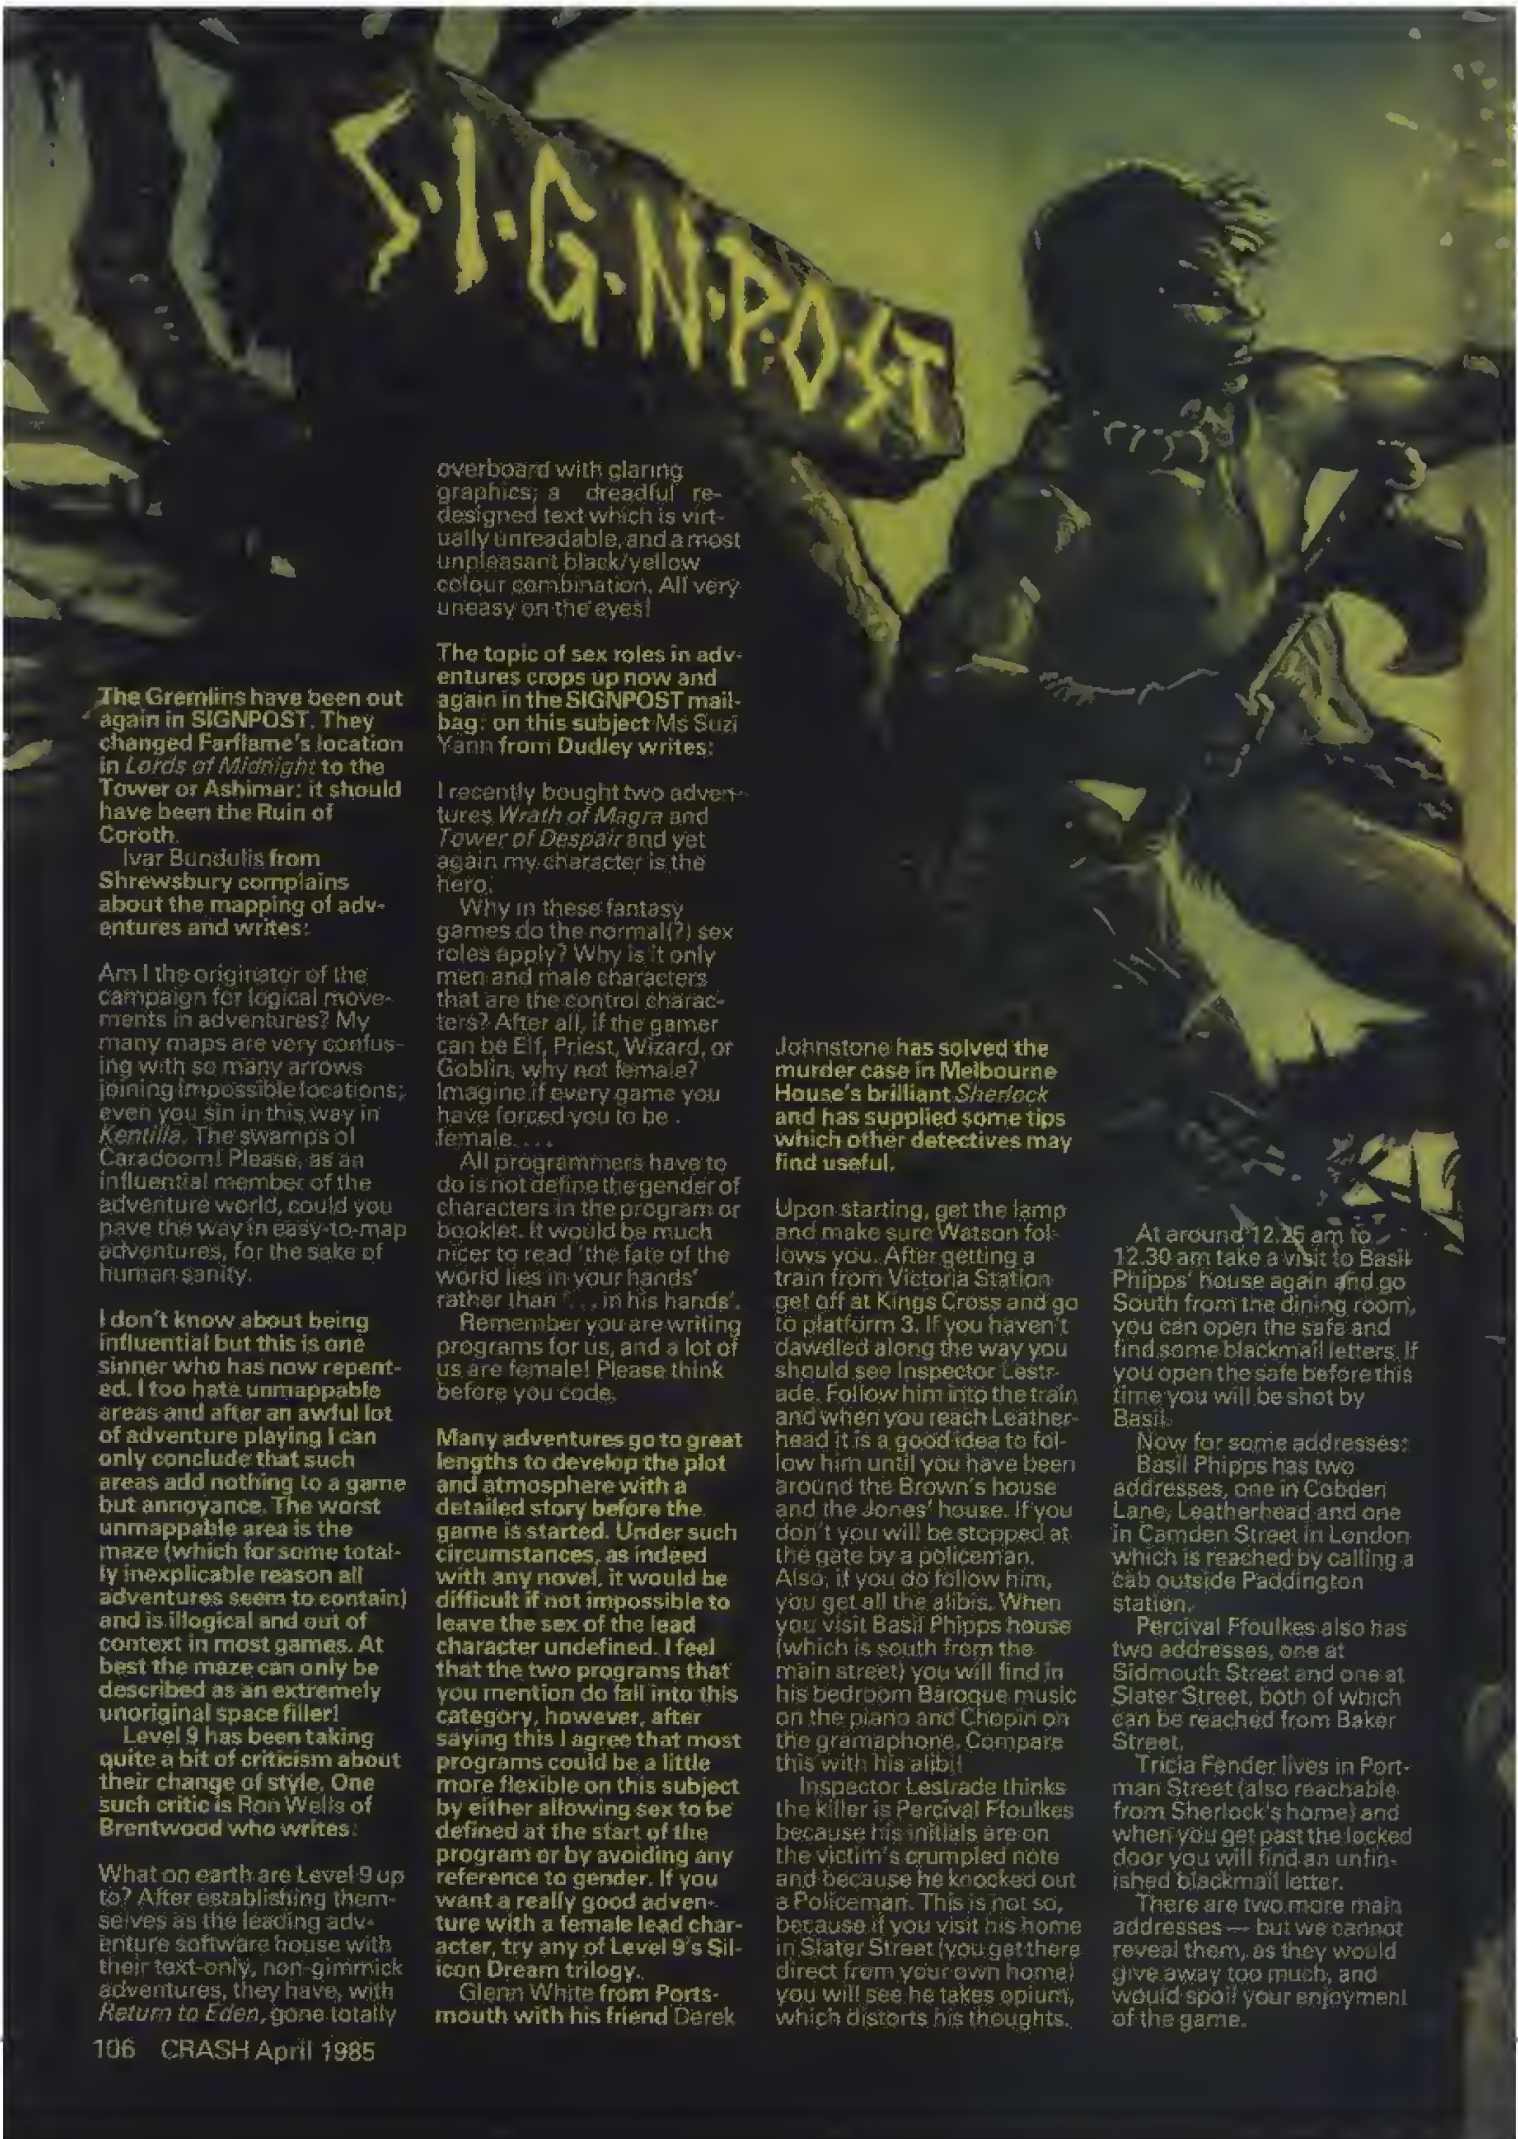 S·I·G·N·P·O·S·T
The Gremlins have been out
again in SIGNPOST. They
changed Farflame's location
in Lords of Midnight to the
Tower or Ashimar: it should
have been the Ruin of
Coroth.
Ivar Bundulis from
Shrewsbury complains
about the mapping of adv-
entures and writes:
Am I the originator of the
campaign for logical move-
ments in adventures? My
many maps are very confus-
ing with so many arrows
joining impossible locations;
even you sin in this way in
Kentilla. The swamps of
Caradoom! Please, as an
influential member of the
adventure world, could you
pave the way in easy-to-map
adventures, for the sake of
human sanity.
I don't know about being
influential but this is one
sinner who has now repent-
ed. I too hate unmappable
areas and after an awful lot
of adventure playing I can
only conclude that such
areas add nothing to a game
but annoyance. The worst
unmappable area is the
maze (which for some total-
ly inexplicable reason all
adventures seem to contain)
and is illogical and out of
context in most games. At
best the maze can only be
described as an extremely
unoriginal space filler!
Level 9 has been taking
quite a bit of criticism about
their change of style. One
such critic is Ron Wells of
Brentwood who writes:
What on earth are Level 9 up
to? After establishing them-
selves as the leading adv-
enture software house with
their text-only, non-gimmick
adventures, they have, with
Return to Eden, gone totally
overboard with glaring
graphics; a dreadful re-
designed text which is virt-
ually unreadable, and a most
unpleasant black/yellow
colour combination. All very
uneasy on the eyes!
The topic of sex roles in adv-
entures crops up now and
again in the SIGNPOST mail-
bag: on this subject Ms Suzi
Yann from Dudley writes:
I recently bought two adven-
tures Wrath of Magra and
Tower of Despair and yet
again my character is the
hero.
Why in these fantasy
games do the normal(?) sex
roles apply? Why is it only
men and male characters
that are the control charac-
ters? After all, if the gamer
can be Elf, Priest, Wizard, or
Goblin, why not female?
Imagine if every game you
have forced you to be
female....
All programmers have to
do is not define the gender of
characters in the program or
booklet. It would be much
nicer to read 'the fate of the
world lies in your hands'
rather than '... in his hands'.
Remember you are writing
programs for us, and a lot of
us are female! Please think
before you code.
Many adventures go to great
lengths to develop the plot
and atmosphere with a
detailed story before the
game is started. Under such
circumstances, as indeed
with any novel, it would be
difficult if not impossible to
leave the sex of the lead
character undefined. I feel
that the two programs that
you mention do fall into this
category, however, after
saying this I agree that most
programs could be a little
more flexible on this subject
by either allowing sex to be
defined at the start of the
program or by avoiding any
reference to gender. If you
want a really good adven-
ture with a female lead char-
acter, try any of Level 9's Sil-
icon Dream trilogy.
Glenn White from Ports-
mouth with his friend Derek
Johnstone has solved the
murder case in Melbourne
House's brilliant Sherlock
and has supplied some tips
which other detectives may
find useful.
Upon starting, get the lamp
and make sure Watson fol-
lows you. After getting a
train from Victoria Station
get off at Kings Cross and go
to platform 3. If you haven't
dawdled along the way you
should see Inspector Lestr-
ade. Follow him into the train
and when you reach Leather-
head it is a good idea to fol-
low him until you have been
around the Brown's house
and the Jones' house. If you
don't you will be stopped at
the gate by a policeman.
Also, if you do follow him,
you get all the alibis. When
you visit Basil Phipps house
(which is south from the
main street) you will find in
his bedroom Baroque music
on the piano and Chopin on
the gramaphone. Compare
this with his alibi!
Inspector Lestrade thinks
the killer is Percival Ffoulkes
because his initials are on
the victim's crumpled note
and because he knocked out
a Policeman. This is not so,
because if you visit his home
in Slater Street (you get there
direct from your own home)
you will see he takes opium,
which distorts his thoughts.
At around 12.25 am to
12.30 am take a visit to Basil
Phipps' house again and go
South from the dining room,
you can open the safe and
find some blackmail letters. If
you open the safe before this
time you will be shot by
Basil.
Now for some addresses:
Basil Phipps has two
addresses, one in Cobden
Lane, Leatherhead and one
in Camden Street in London
which is reached by calling a
cab outside Paddington
station.
Percival Ffoulkes also has
two addresses, one at
Sidmouth Street and one at
Slater Street, both of which
can be reached from Baker
Street.
Tricia Fender lives in Port-
man Street (also reachable
from Sherlock's home) and
when you get past the locked
door you will find an unfin-
ished blackmail letter.
There are two more main
addresses — but we cannot
reveal them, as they would
give away too much, and
would spoil your enjoyment
of the game.
106 CRASH April 1985